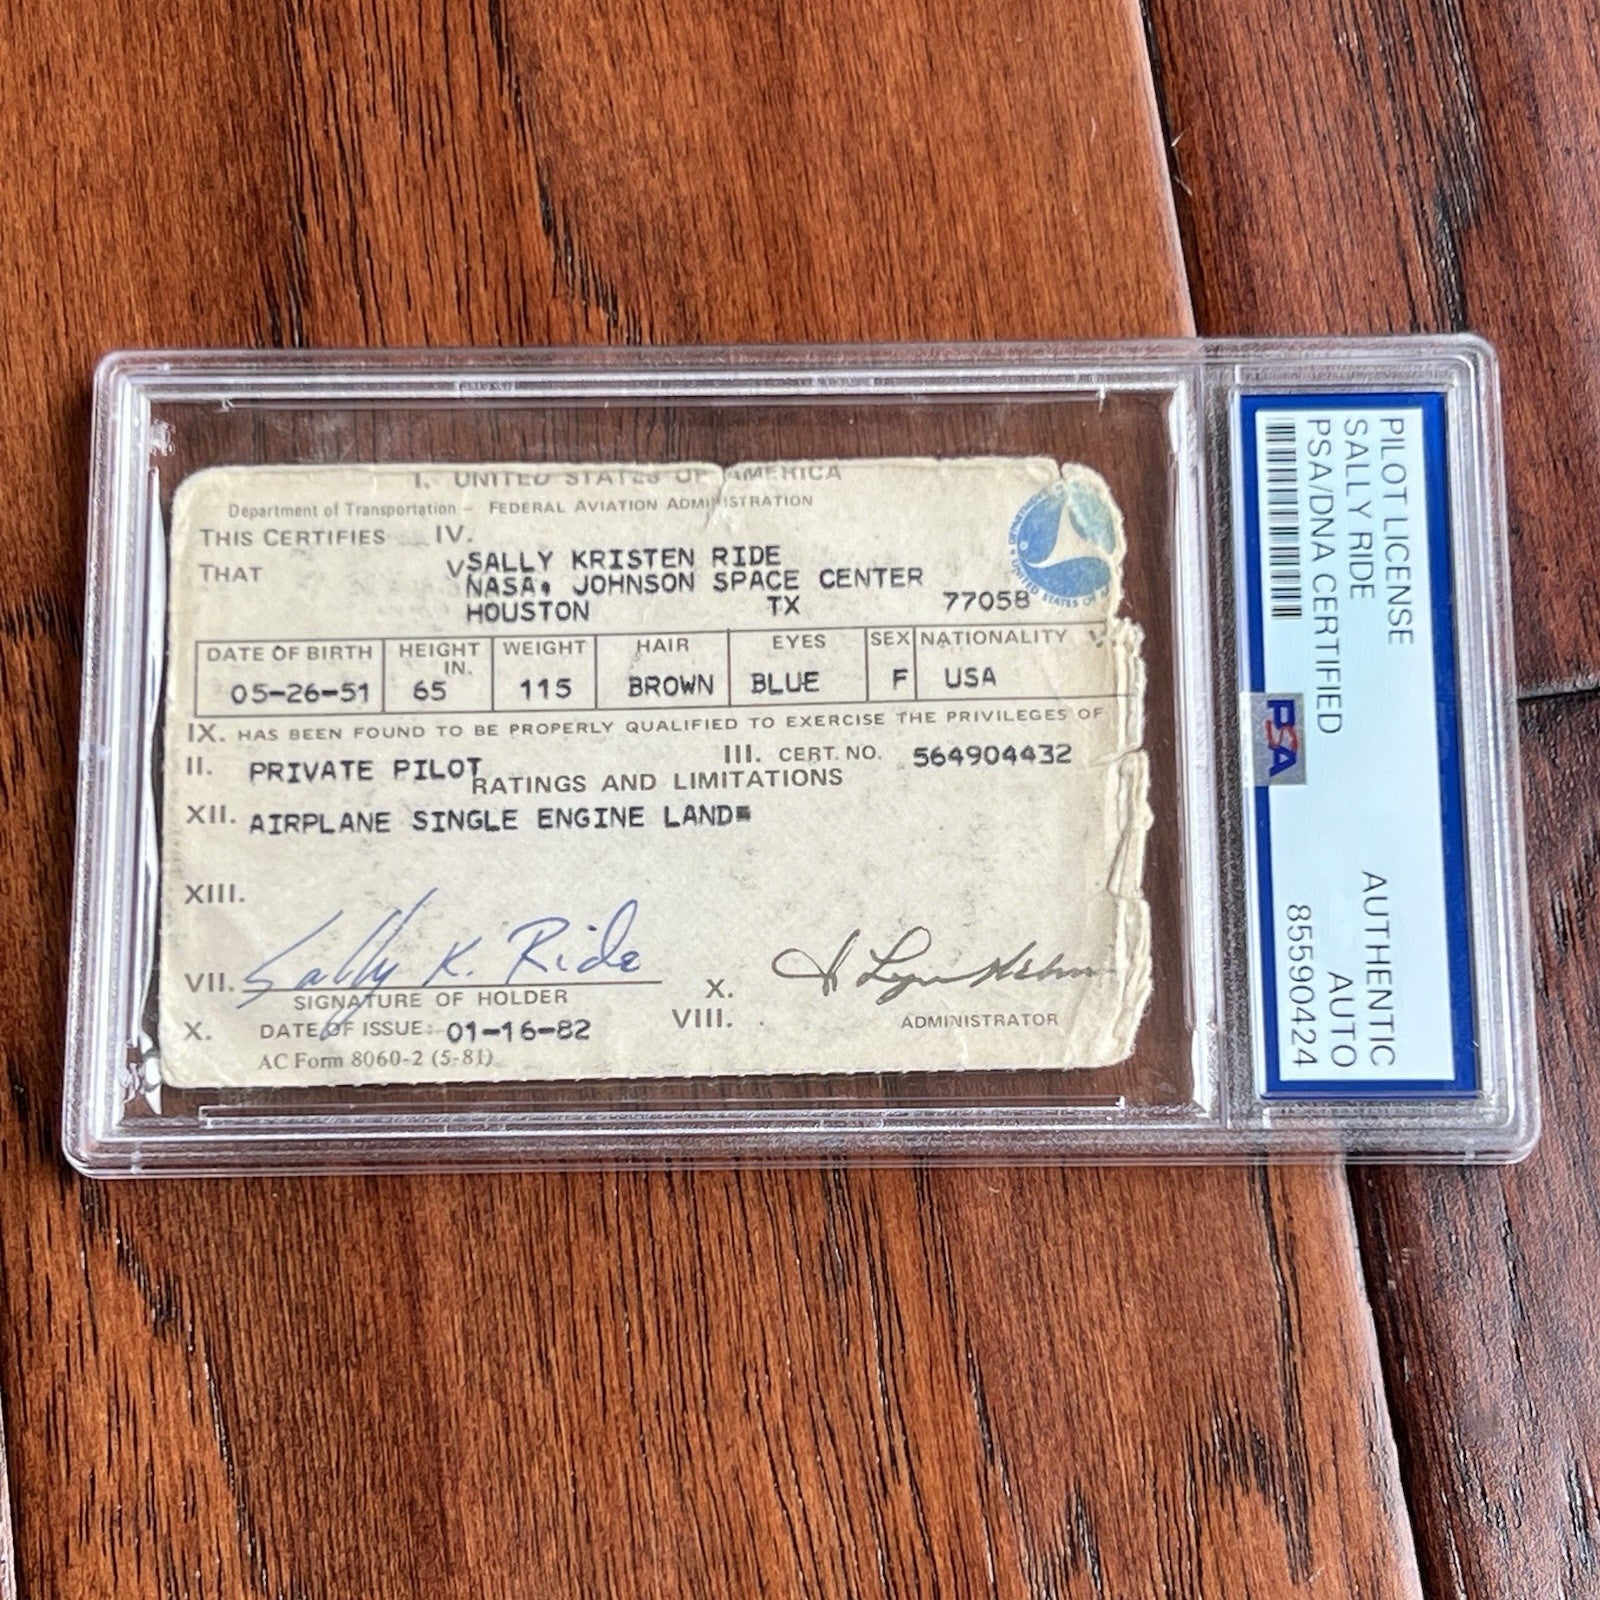 I. UNITED STATES OF AMERICA
Department of Transportation – FEDERAL AVIATION ADMINISTRATION
THIS CERTIFIES IV.
THAT V SALLY KRISTEN RIDE
NASA, JOHNSON SPACE CENTER
HOUSTON TX 77058
DATE OF BIRTH HEIGHT IN. WEIGHT HAIR EYES SEX NATIONALITY VI.
05-26-51 65 115 BROWN BLUE F USA
IX. HAS BEEN FOUND TO BE PROPERLY QUALIFIED TO EXERCISE THE PRIVILEGES OF
II. PRIVATE PILOT III. CERT. NO. 564904432
RATINGS AND LIMITATIONS
XII. AIRPLANE SINGLE ENGINE LAND
XIII.
VII. Sally K. Ride X.
SIGNATURE OF HOLDER
X. DATE OF ISSUE: 01-16-82 VIII. ADMINISTRATOR
AC Form 8060-2 (5-81)
PILOT LICENSE
SALLY RIDE
PSA/DNA CERTIFIED
AUTHENTIC
AUTO
85590424
PSA